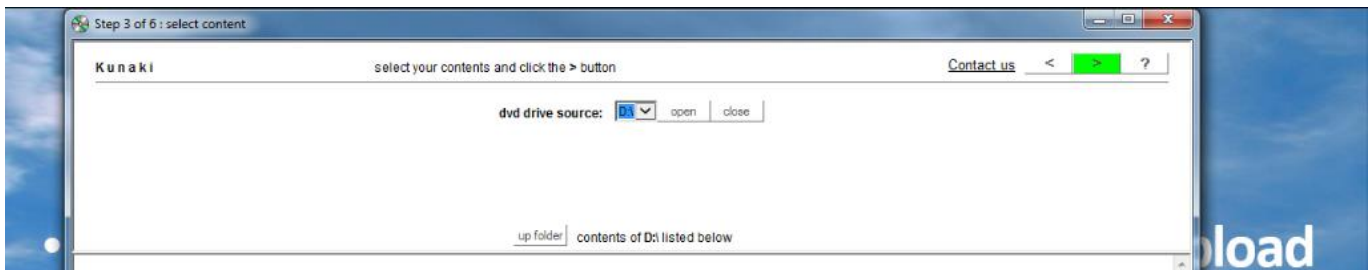 Step 3 of 6 : select content
Kunaki select your contents and click the > button Contact us < > ?
dvd drive source: D:\ open close
up folder contents of D:\ listed below
load